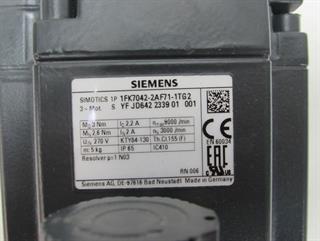 SIEMENS
SIMOTICS 1P 1FK7042-2AF71-1TG2
3~Mot. S YF JD642 2339 01 001
M0 3 Nm I0 2,2 A nmax 9000 /min
MN 2,6 Nm IN 2 A nN 3000 /min
UIN 270 V KTY84-130 Th.Cl.155 (F)
m: 5 kg IP 65 IC410
EN 60034
Resolver p=1 N03
RN 006
EAC
Siemens AG, DE-97616 Bad Neustadt Made in Germany